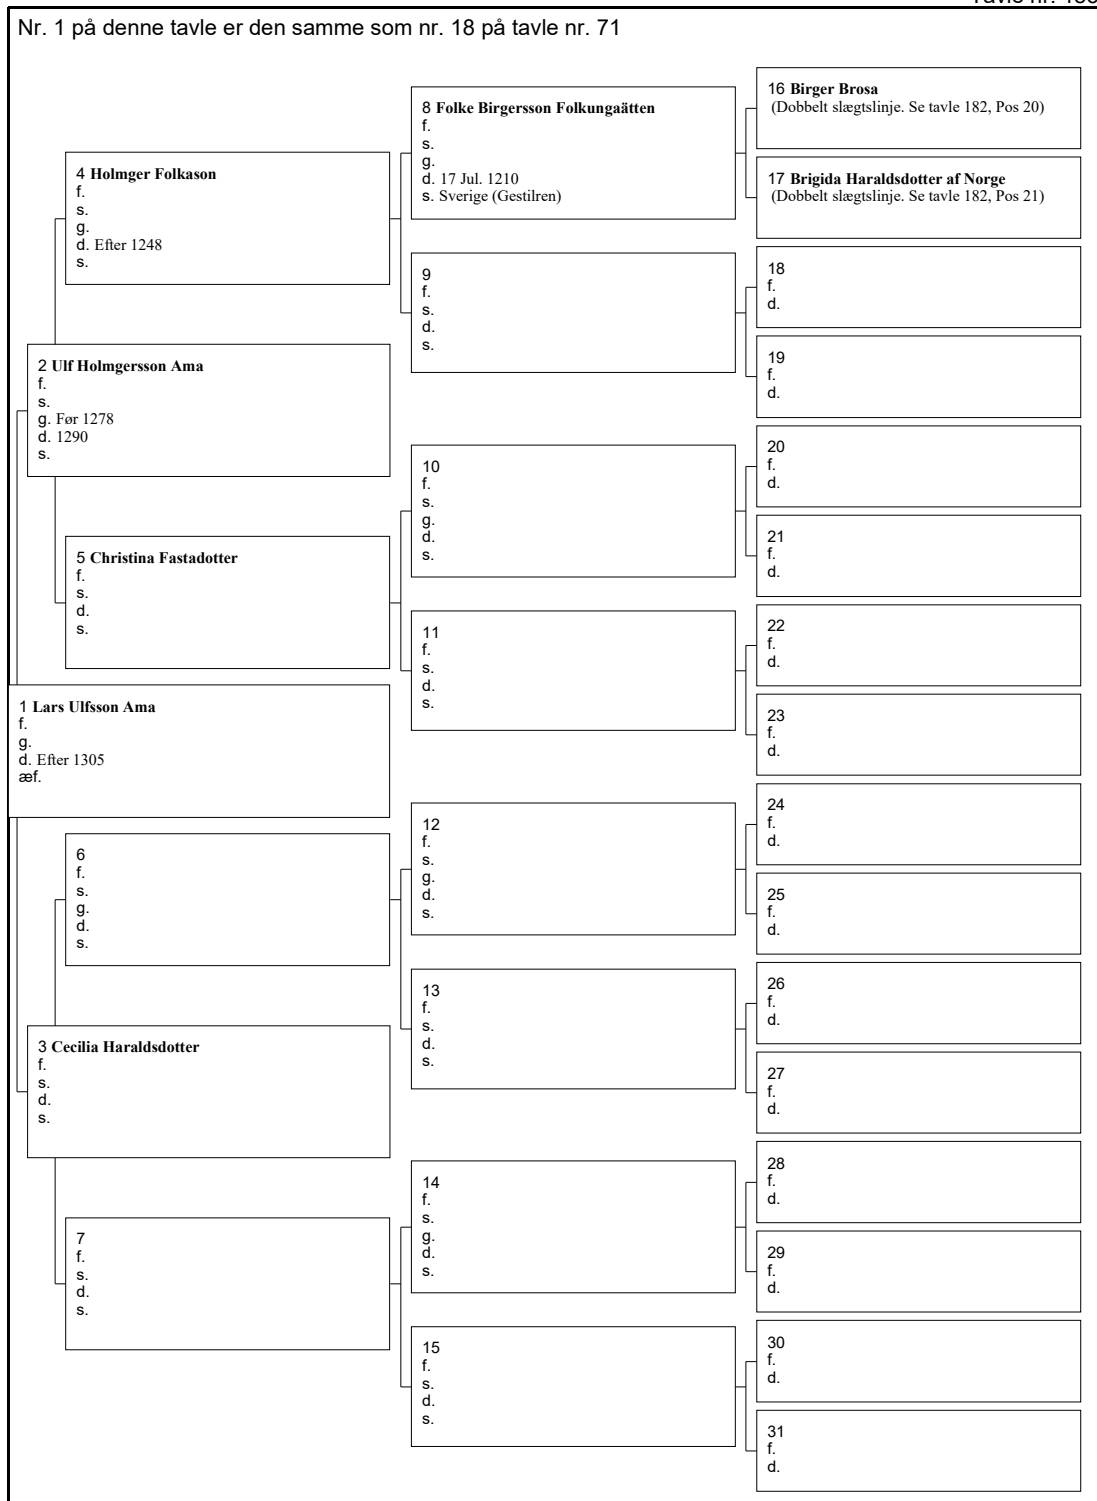 Nr. 1 på denne tavle er den samme som nr. 18 på tavle nr. 71
16 Birger Brosa
(Dobbelt slægtslinje. Se tavle 182, Pos 20)
8 Folke Birgersson Folkungaätten
f.
s.
g.
d. 17 Jul. 1210
s. Sverige (Gestilren)
17 Brigida Haraldsdotter af Norge
(Dobbelt slægtslinje. Se tavle 182, Pos 21)
4 Holmger Folkason
f.
s.
g.
d. Efter 1248
s.
18
f.
d.
9
f.
s.
d.
s.
19
f.
d.
2 Ulf Holmgersson Ama
f.
s.
g. Før 1278
d. 1290
s.
20
f.
d.
10
f.
s.
g.
d.
s.
21
f.
d.
5 Christina Fastadotter
f.
s.
d.
s.
22
f.
d.
11
f.
s.
d.
s.
23
f.
d.
1 Lars Ulfsson Ama
f.
g.
d. Efter 1305
æf.
24
f.
d.
12
f.
s.
g.
d.
s.
25
f.
d.
6
f.
s.
g.
d.
s.
26
f.
d.
13
f.
s.
d.
s.
27
f.
d.
3 Cecilia Haraldsdotter
f.
s.
d.
s.
28
f.
d.
14
f.
s.
g.
d.
s.
29
f.
d.
7
f.
s.
d.
s.
30
f.
d.
15
f.
s.
d.
s.
31
f.
d.